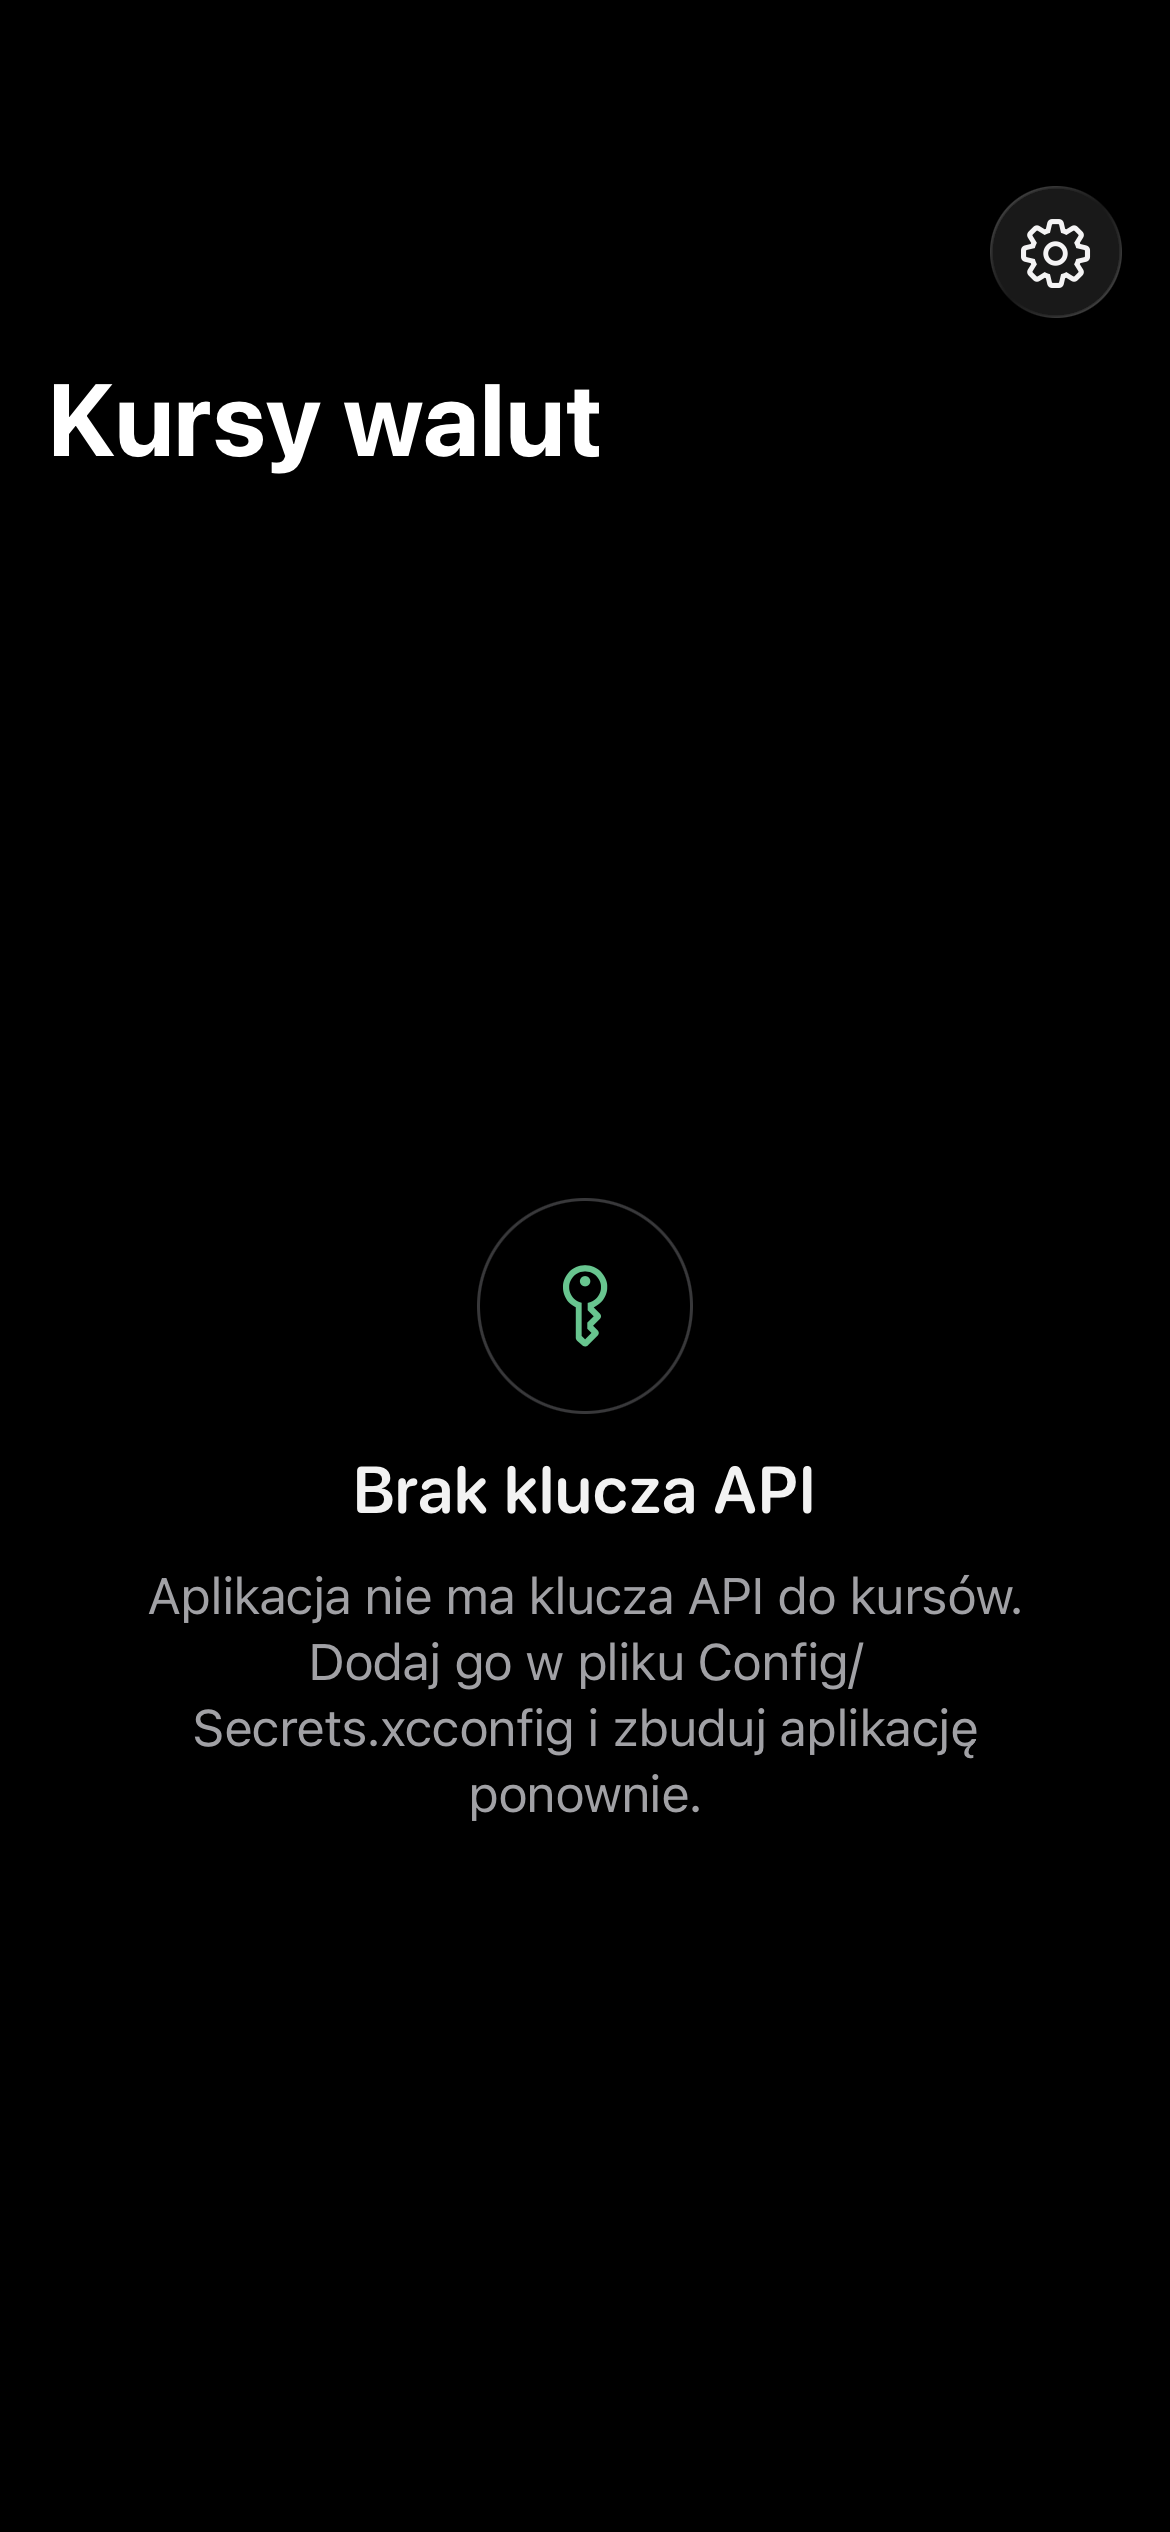 Kursy walut
Brak klucza API
Aplikacja nie ma klucza API do kursów.
Dodaj go w pliku Config/
Secrets.xcconfig i zbuduj aplikację
ponownie.